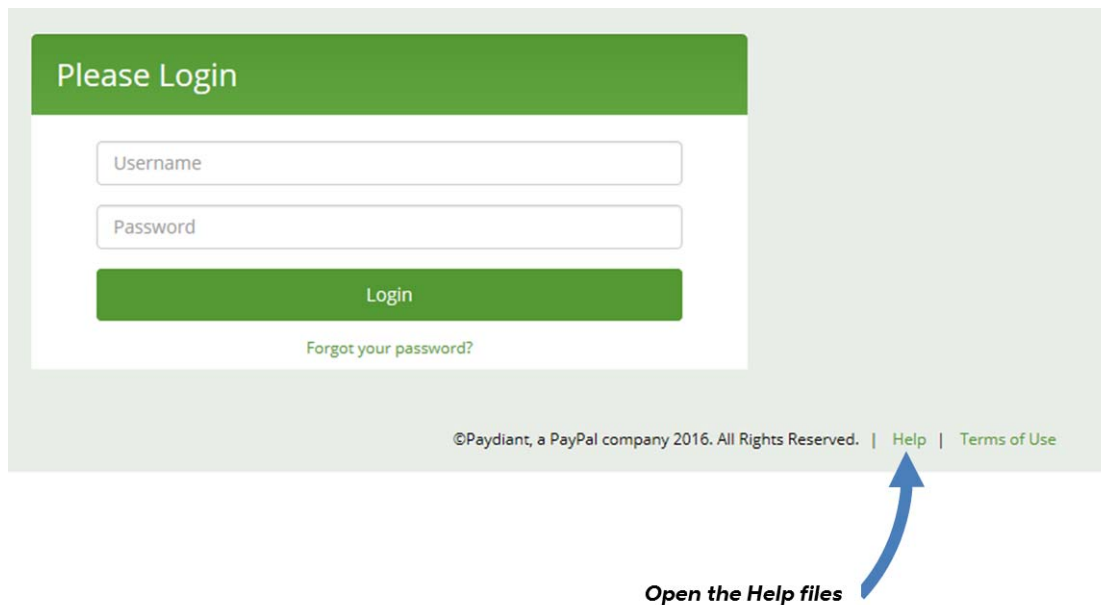 Please Login
Username
Password
Login
Forgot your password?
©Paydiant, a PayPal company 2016. All Rights Reserved. | Help | Terms of Use
Open the Help files